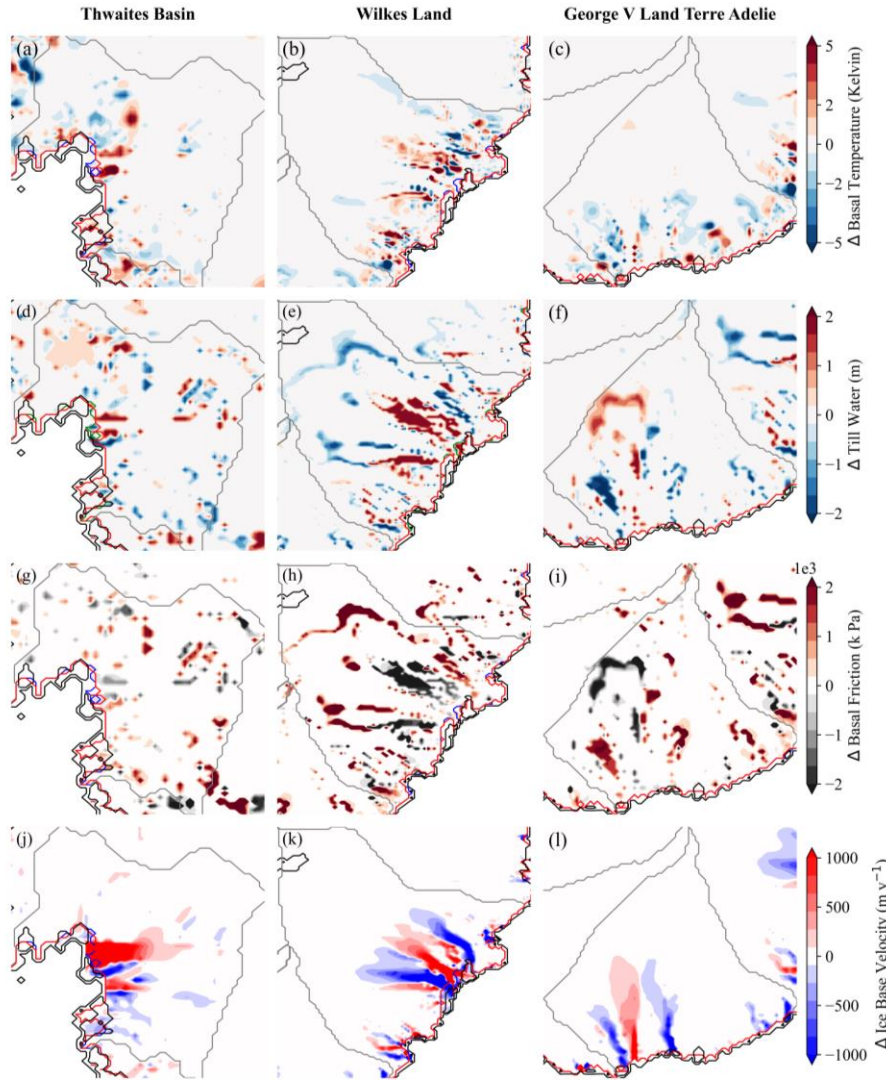 Thwaites Basin Wilkes Land George V Land Terre Adelie
(a) (b) (c)
5
2
0
−2
−5
Δ Basal Temperature (Kelvin)
(d) (e) (f)
2
1
0
−1
−2
Δ Till Water (m)
(g) (h) (i)
1e3
2
1
0
−1
−2
Δ Basal Friction (k Pa)
(j) (k) (l)
1000
500
0
−500
−1000
Δ Ice Base Velocity (m y⁻¹)